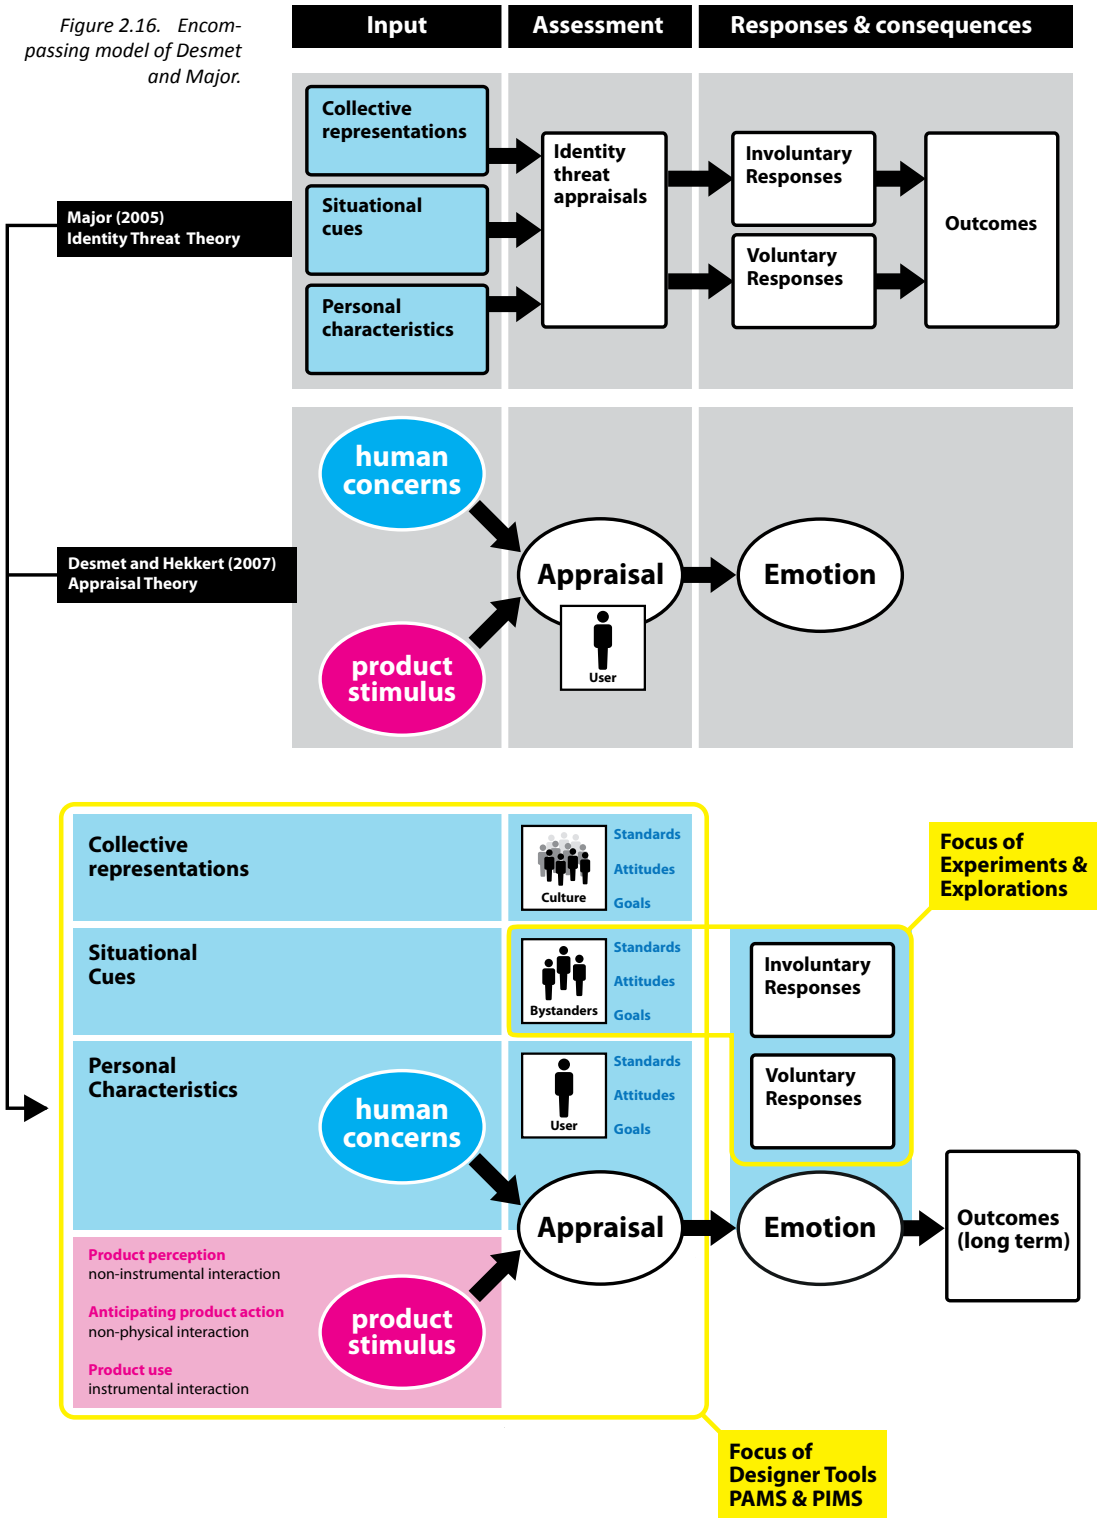 Figure 2.16. Encom-
passing model of Desmet
and Major.
Input
Assessment
Responses & consequences
Major (2005)
Identity Threat Theory
Collective
representations
Situational
cues
Personal
characteristics
Identity
threat
appraisals
Involuntary
Responses
Voluntary
Responses
Outcomes
Desmet and Hekkert (2007)
Appraisal Theory
human
concerns
product
stimulus
Appraisal
User
Emotion
Collective
representations
Culture
Standards
Attitudes
Goals
Situational
Cues
Bystanders
Standards
Attitudes
Goals
Personal
Characteristics
human
concerns
User
Standards
Attitudes
Goals
Focus of
Experiments &
Explorations
Involuntary
Responses
Voluntary
Responses
Appraisal
Emotion
Outcomes
(long term)
Product perception
non-instrumental interaction
Anticipating product action
non-physical interaction
Product use
instrumental interaction
product
stimulus
Focus of
Designer Tools
PAMS & PIMS